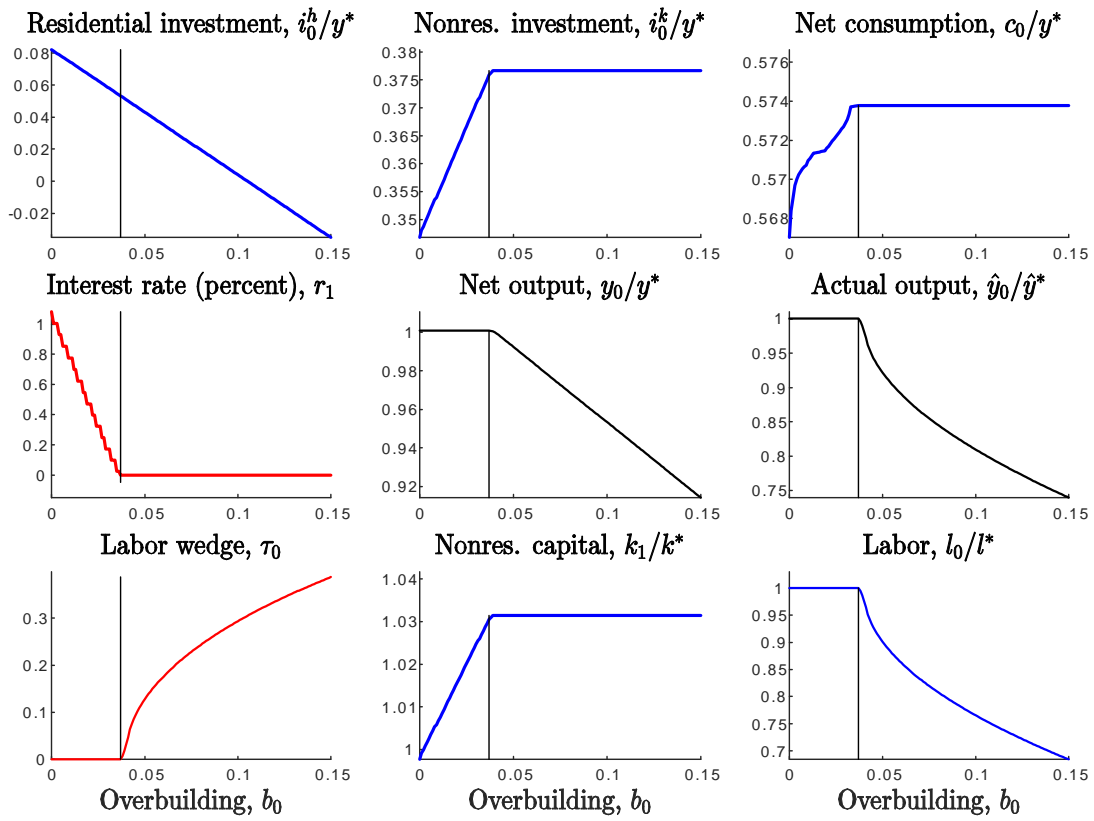 Residential investment, $i_0^h/y^*$
0.08
0.06
0.04
0.02
0
-0.02
0 0.05 0.1 0.15
Nonres. investment, $i_0^k/y^*$
0.38
0.375
0.37
0.365
0.36
0.355
0.35
0 0.05 0.1 0.15
Net consumption, $c_0/y^*$
0.576
0.574
0.572
0.57
0.568
0 0.05 0.1 0.15
Interest rate (percent), $r_1$
1
0.8
0.6
0.4
0.2
0
0 0.05 0.1 0.15
Net output, $y_0/y^*$
1
0.98
0.96
0.94
0.92
0 0.05 0.1 0.15
Actual output, $\hat{y}_0/\hat{y}^*$
1
0.95
0.9
0.85
0.8
0.75
0 0.05 0.1 0.15
Labor wedge, $\tau_0$
0.3
0.2
0.1
0
0 0.05 0.1 0.15
Overbuilding, $b_0$
Nonres. capital, $k_1/k^*$
1.04
1.03
1.02
1.01
1
0 0.05 0.1 0.15
Overbuilding, $b_0$
Labor, $l_0/l^*$
1
0.95
0.9
0.85
0.8
0.75
0.7
0 0.05 0.1 0.15
Overbuilding, $b_0$